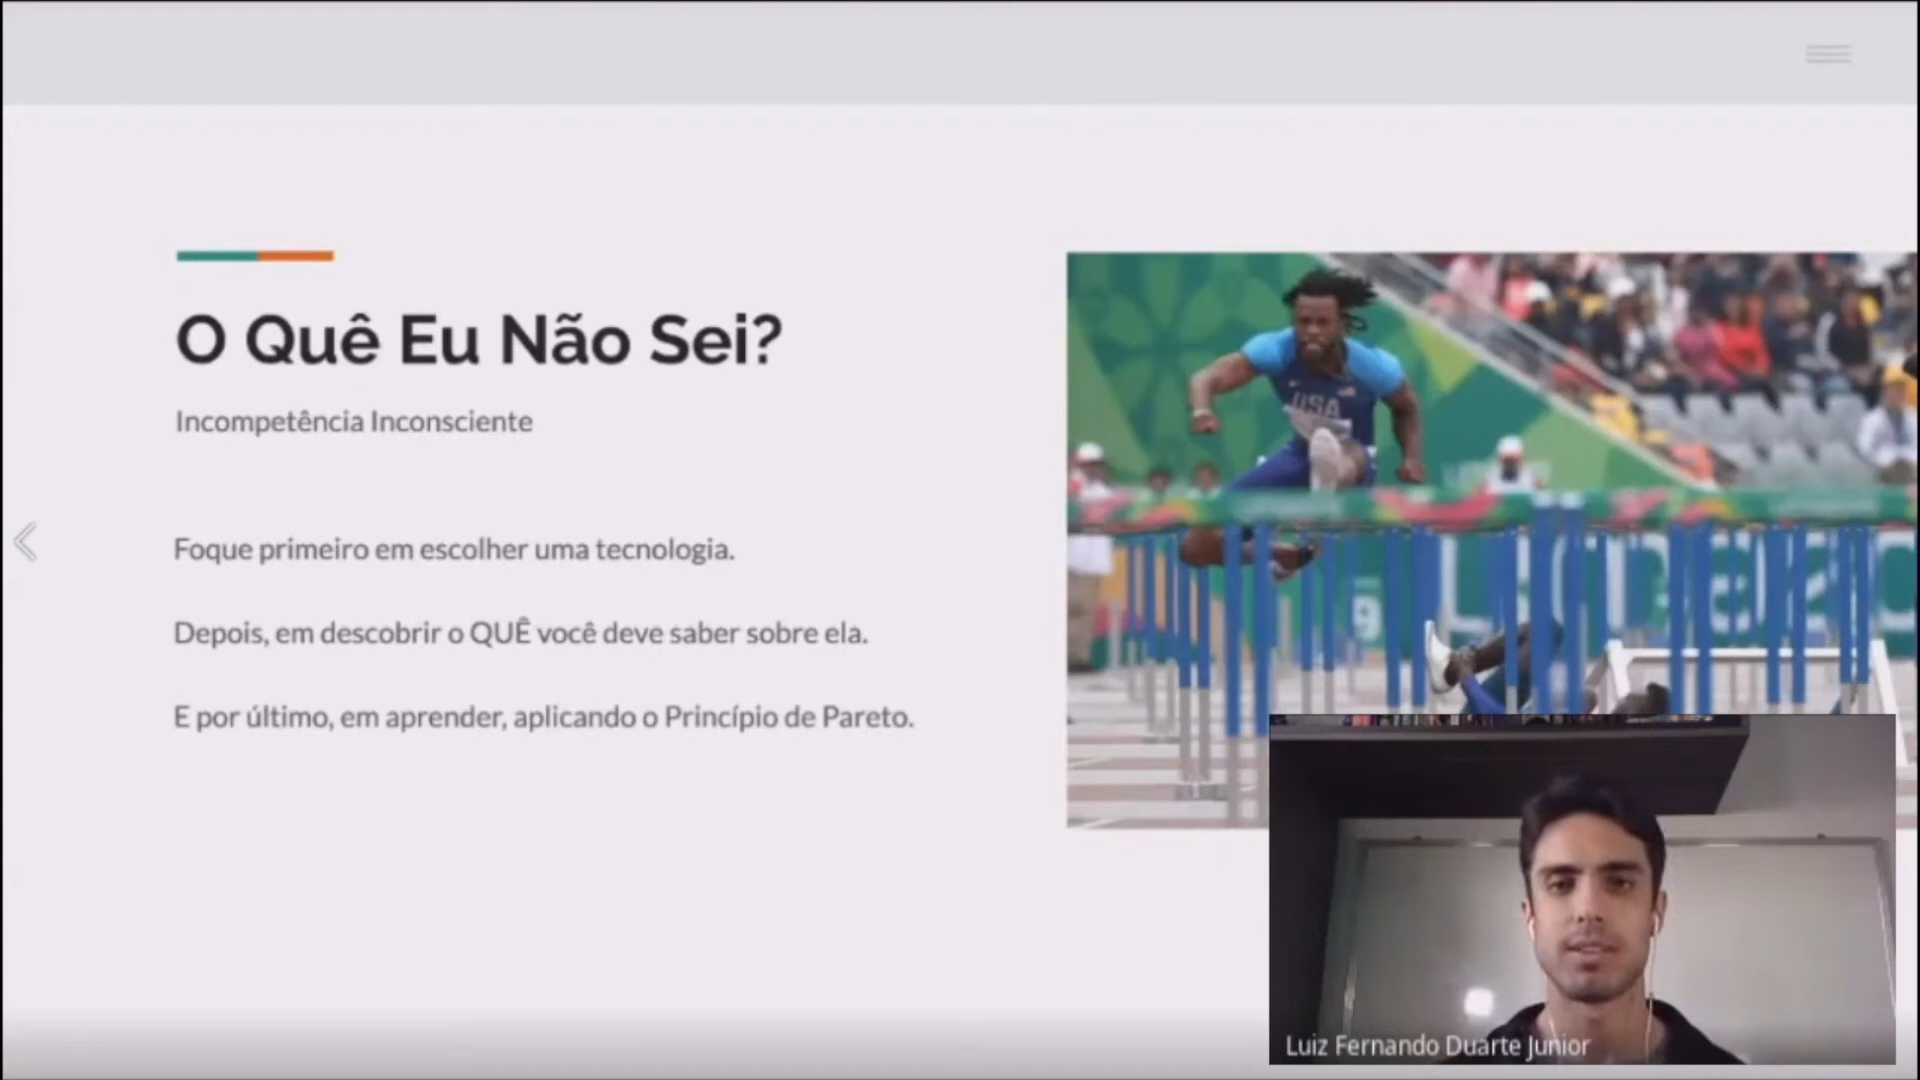 O Quê Eu Não Sei?
Incompetência Inconsciente
Foque primeiro em escolher uma tecnologia.
Depois, em descobrir o QUÊ você deve saber sobre ela.
E por último, em aprender, aplicando o Princípio de Pareto.
USA
9
Luiz Fernando Duarte Junior